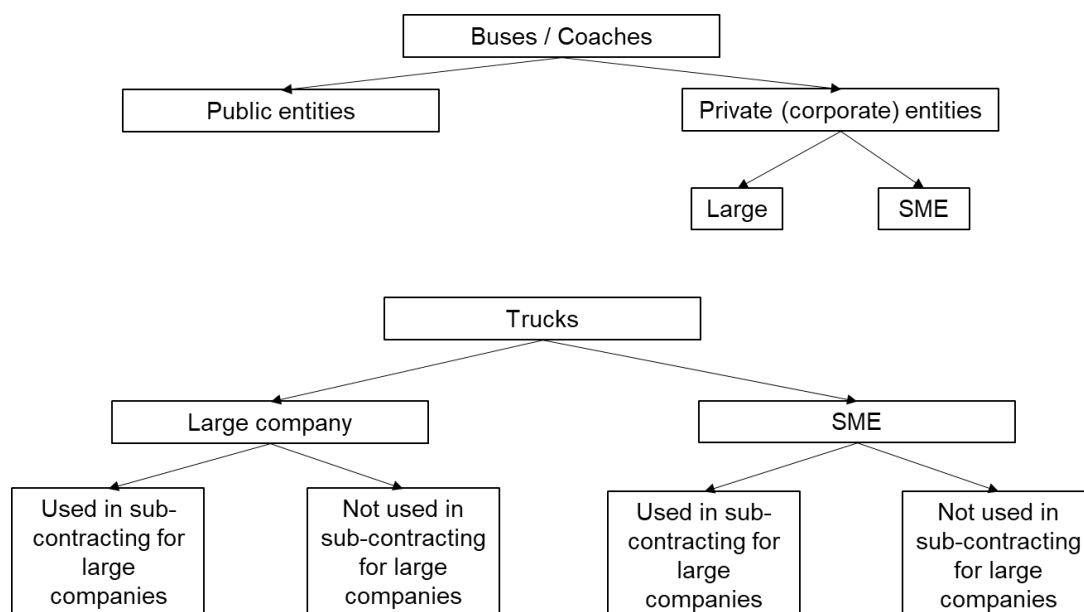 Buses / Coaches
Public entities
Private (corporate) entities
Large
SME
Trucks
Large company
SME
Used in sub-
contracting for
large
companies
Not used in
sub-contracting
for large
companies
Used in sub-
contracting for
large
companies
Not used in
sub-contracting
for large
companies